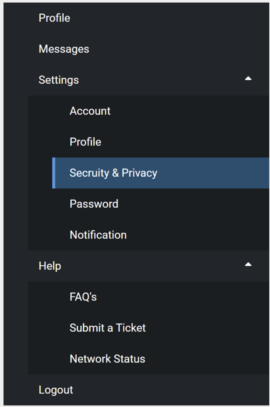 Profile
Messages
Settings
Account
Profile
Secruity & Privacy
Password
Notification
Help
FAQ's
Submit a Ticket
Network Status
Logout